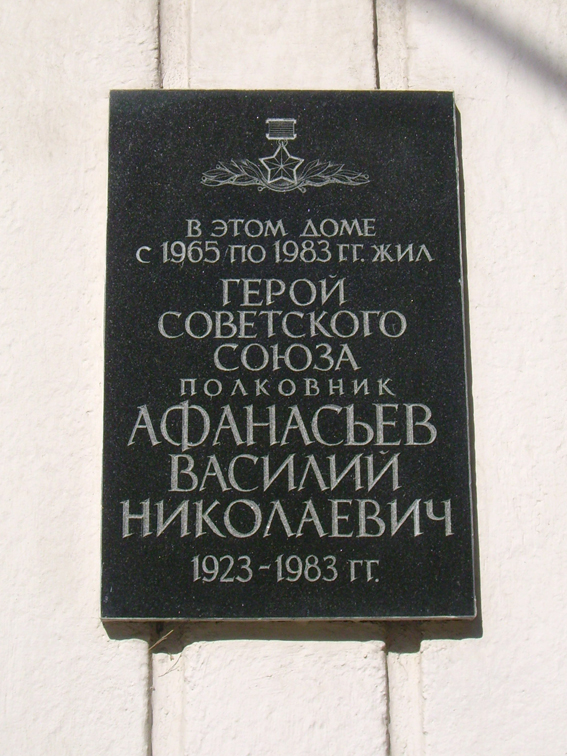 В ЭТОМ ДОМЕ
С 1965 ПО 1983 ГГ. ЖИЛ
ГЕРОЙ
СОВЕТСКОГО
СОЮЗА
ПОЛКОВНИК
АФАНАСЬЕВ
ВАСИЛИЙ
НИКОЛАЕВИЧ
1923-1983 ГГ.